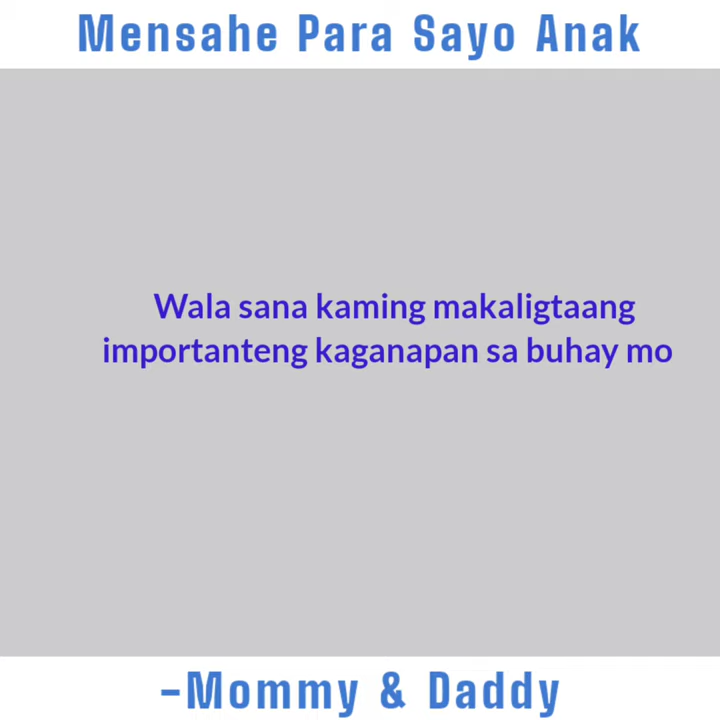 Mensahe Para Sayo Anak
Wala sana kaming makaligtaang
importanteng kaganapan sa buhay mo
-Mommy & Daddy